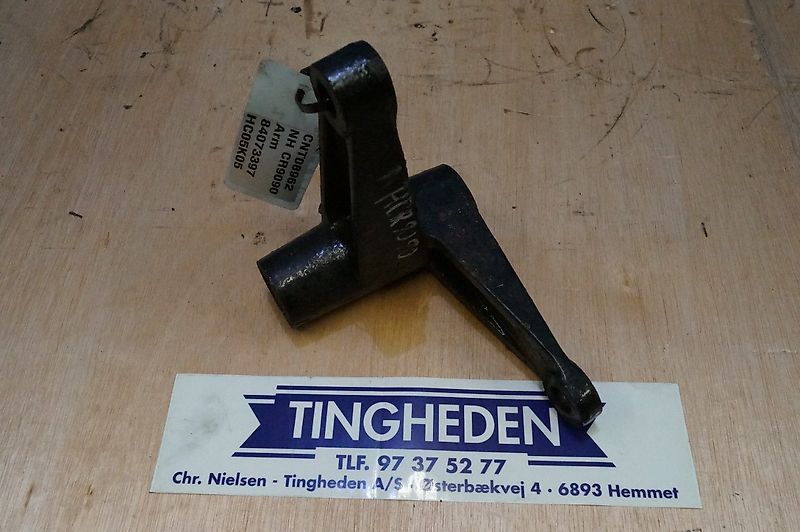 CNT08962
NH CR9090
Arm
84073397
HC05K05
TINGHEDEN
TLF. 97 37 52 77
Chr. Nielsen - Tingheden A/S Østerbækvej 4 · 6893 Hemmet